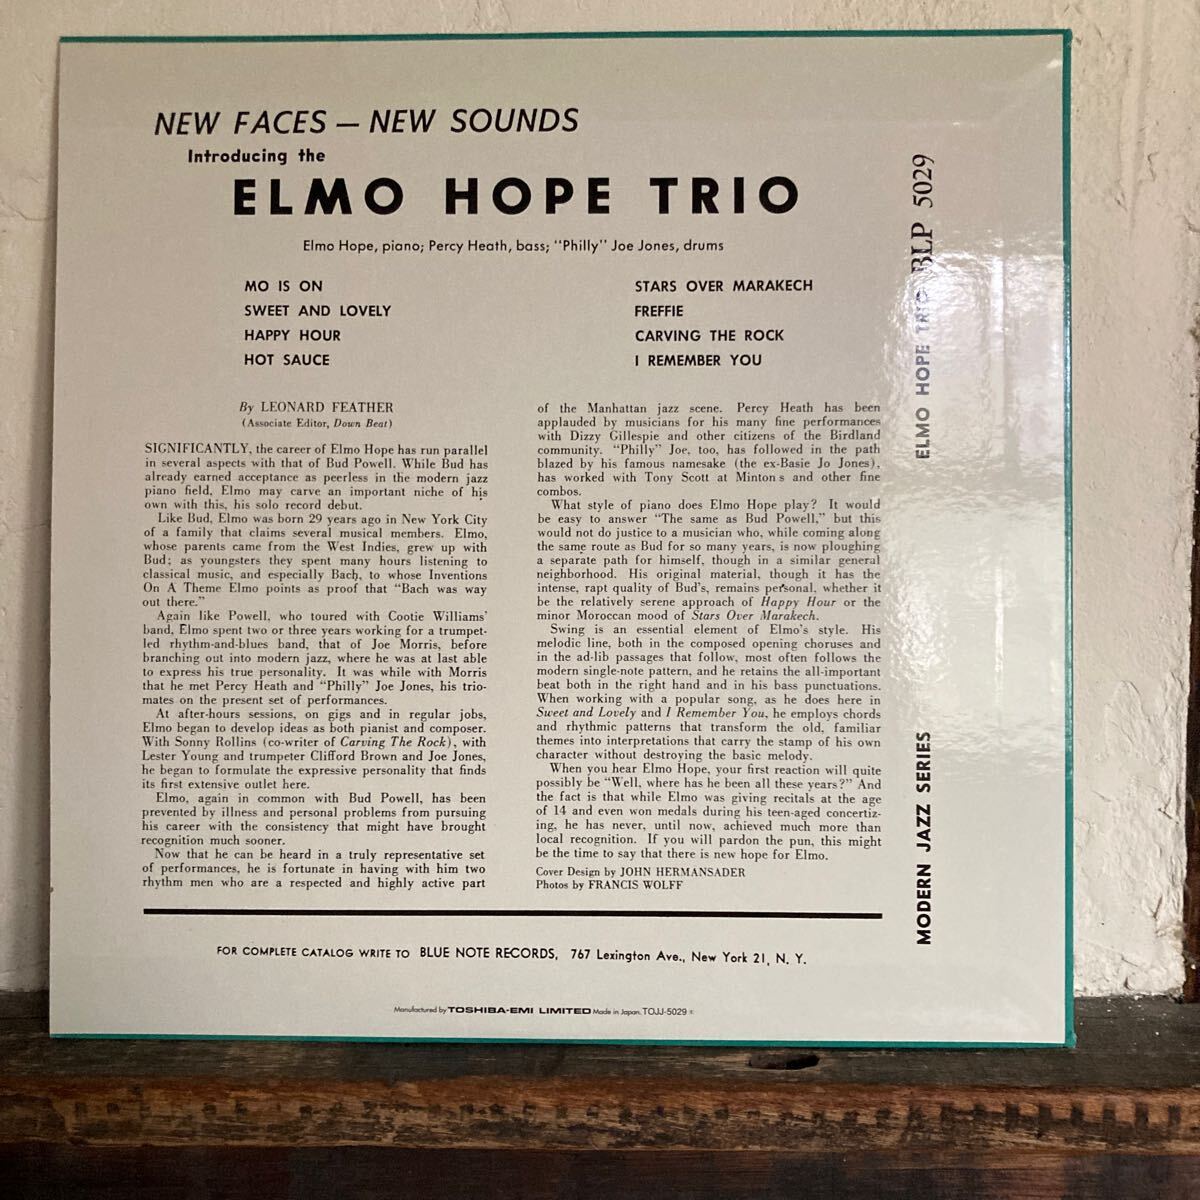 NEW FACES — NEW SOUNDS
Introducing the
ELMO HOPE TRIO
Elmo Hope, piano; Percy Heath, bass; "Philly" Joe Jones, drums
MO IS ON
SWEET AND LOVELY
HAPPY HOUR
HOT SAUCE
STARS OVER MARAKECH
FREFFIE
CARVING THE ROCK
I REMEMBER YOU
By LEONARD FEATHER
(Associate Editor, Down Beat)
SIGNIFICANTLY, the career of Elmo Hope has run parallel
in several aspects with that of Bud Powell. While Bud has
already earned acceptance as peerless in the modern jazz
piano field, Elmo may carve an important niche of his
own with this, his solo record debut.
Like Bud, Elmo was born 29 years ago in New York City
of a family that claims several musical members. Elmo,
whose parents came from the West Indies, grew up with
Bud; as youngsters they spent many hours listening to
classical music, and especially Bach, to whose Inventions
On A Theme Elmo points as proof that "Bach was way
out there."
Again like Powell, who toured with Cootie Williams'
band, Elmo spent two or three years working for a trumpet-
led rhythm-and-blues band, that of Joe Morris, before
branching out into modern jazz, where he was at last able
to express his true personality. It was while with Morris
that he met Percy Heath and "Philly" Joe Jones, his trio-
mates on the present set of performances.
At after-hours sessions, on gigs and in regular jobs,
Elmo began to develop ideas as both pianist and composer.
With Sonny Rollins (co-writer of Carving The Rock), with
Lester Young and trumpeter Clifford Brown and Joe Jones,
he began to formulate the expressive personality that finds
its first extensive outlet here.
Elmo, again in common with Bud Powell, has been
prevented by illness and personal problems from pursuing
his career with the consistency that might have brought
recognition much sooner.
Now that he can be heard in a truly representative set
of performances, he is fortunate in having with him two
rhythm men who are a respected and highly active part
of the Manhattan jazz scene. Percy Heath has been
applauded by musicians for his many fine performances
with Dizzy Gillespie and other citizens of the Birdland
community. "Philly" Joe, too, has followed in the path
blazed by his famous namesake (the ex-Basie Jo Jones),
has worked with Tony Scott at Minton s and other fine
combos.
What style of piano does Elmo Hope play? It would
be easy to answer "The same as Bud Powell," but this
would not do justice to a musician who, while coming along
the same route as Bud for so many years, is now ploughing
a separate path for himself, though in a similar general
neighborhood. His original material, though it has the
intense, rapt quality of Bud's, remains personal, whether it
be the relatively serene approach of Happy Hour or the
minor Moroccan mood of Stars Over Marakech.
Swing is an essential element of Elmo's style. His
melodic line, both in the composed opening choruses and
in the ad-lib passages that follow, most often follows the
modern single-note pattern, and he retains the all-important
beat both in the right hand and in his bass punctuations.
When working with a popular song, as he does here in
Sweet and Lovely and I Remember You, he employs chords
and rhythmic patterns that transform the old, familiar
themes into interpretations that carry the stamp of his own
character without destroying the basic melody.
When you hear Elmo Hope, your first reaction will quite
possibly be "Well, where has he been all these years?" And
the fact is that while Elmo was giving recitals at the age
of 14 and even won medals during his teen-aged concertiz-
ing, he has never, until now, achieved much more than
local recognition. If you will pardon the pun, this might
be the time to say that there is new hope for Elmo.
Cover Design by JOHN HERMANSADER
Photos by FRANCIS WOLFF
FOR COMPLETE CATALOG WRITE TO BLUE NOTE RECORDS, 767 Lexington Ave., New York 21, N. Y.
Manufactured by TOSHIBA-EMI LIMITED Made in Japan. TOJJ-5029
MODERN JAZZ SERIES
ELMO HOPE TRIO BLP 5029